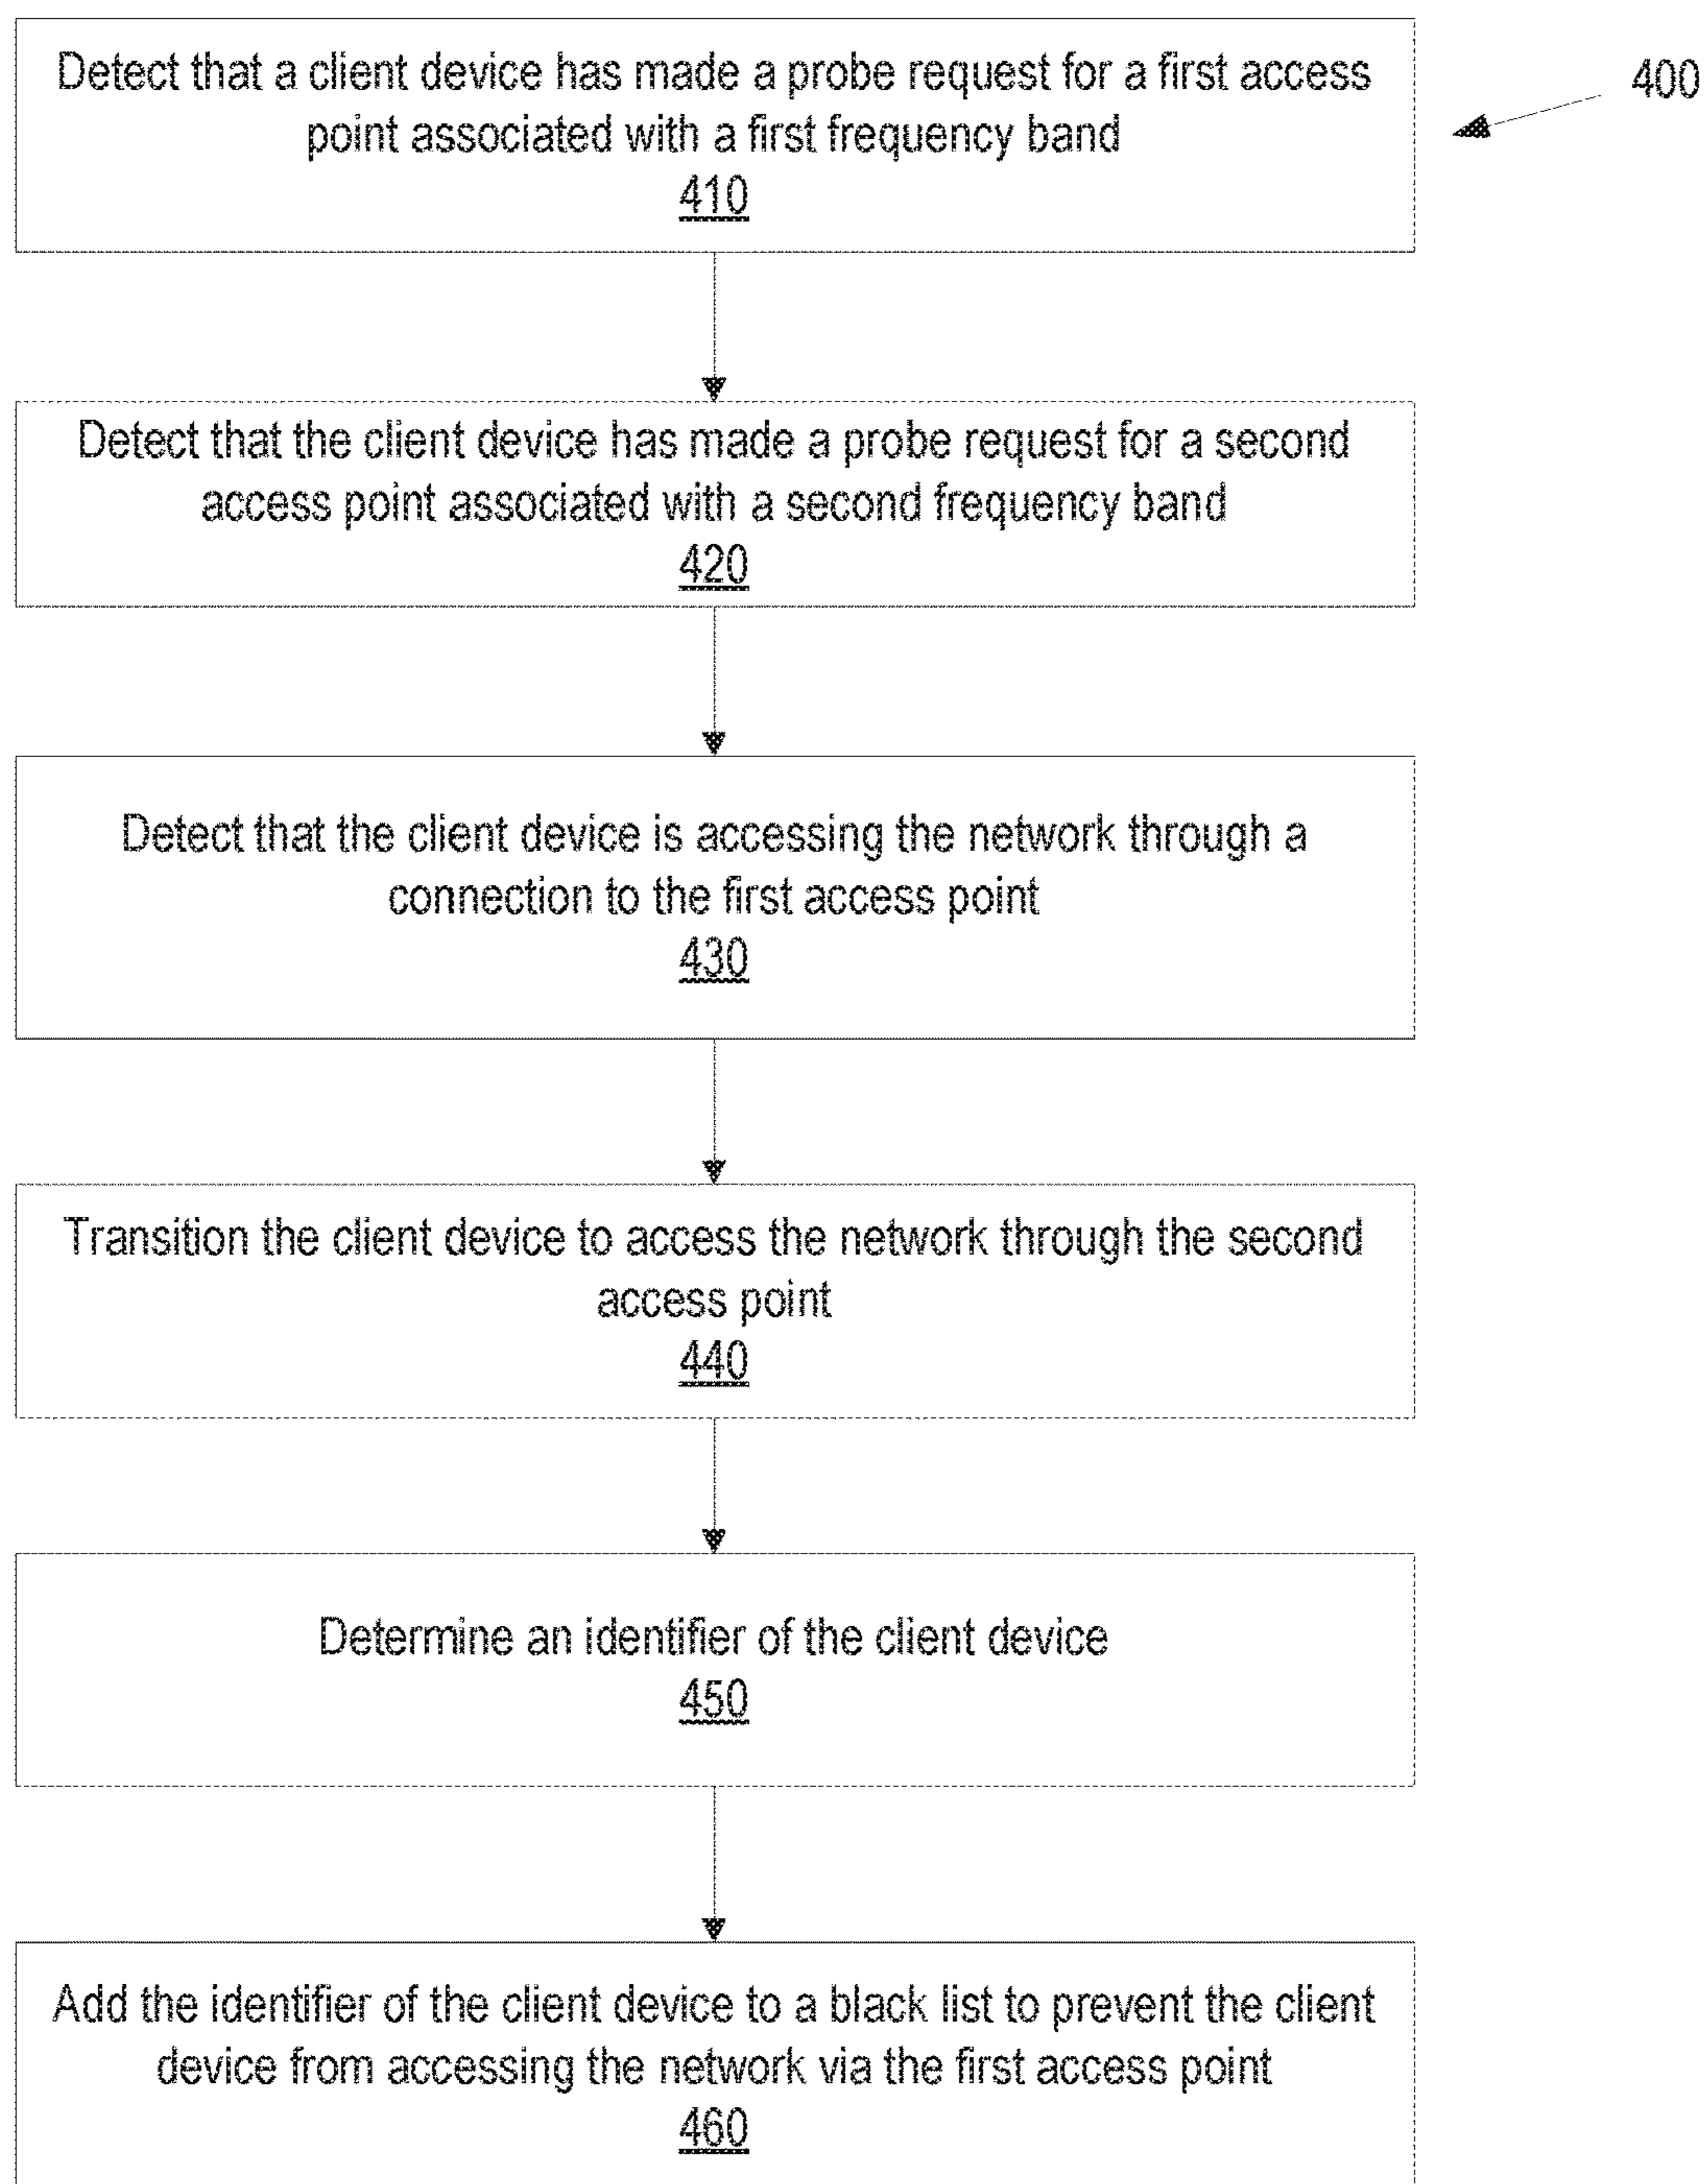 Detect that a client device has made a probe request for a first access
point associated with a first frequency band
410
400
Detect that the client device has made a probe request for a second
access point associated with a second frequency band
420
Detect that the client device is accessing the network through a
connection to the first access point
430
Transition the client device to access the network through the second
access point
440
Determine an identifier of the client device
450
Add the identifier of the client device to a black list to prevent the client
device from accessing the network via the first access point
460